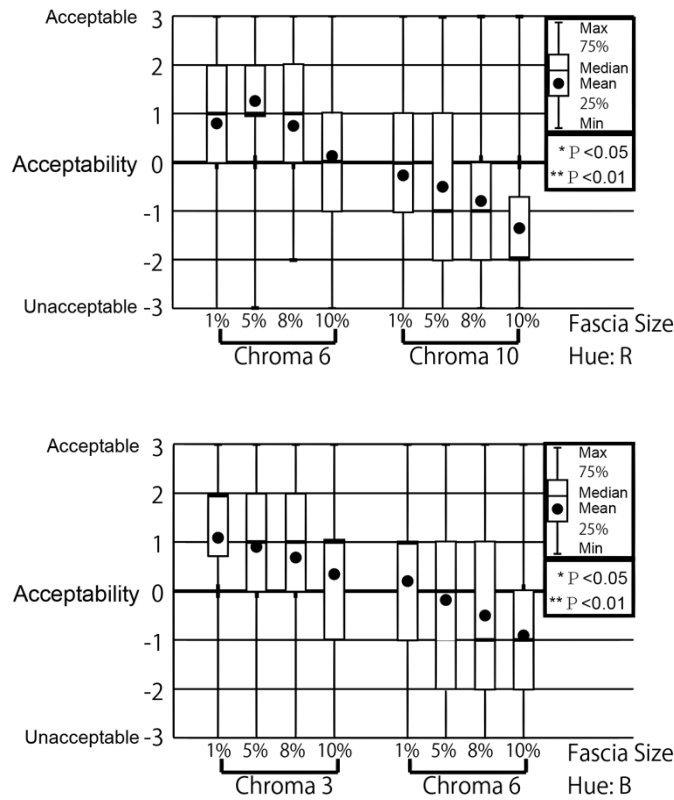 Acceptable 3
Max
75%
2
Median
1
Mean
25%
Min
Acceptability 0
* P <0.05
** P <0.01
-1
-2
Unacceptable -3
1% 5% 8% 10% 1% 5% 8% 10% Fascia Size
Chroma 6 Chroma 10 Hue: R
Acceptable 3
Max
75%
2
Median
Mean
1
25%
Min
Acceptability 0
* P <0.05
** P <0.01
-1
-2
Unacceptable -3
1% 5% 8% 10% 1% 5% 8% 10% Fascia Size
Chroma 3 Chroma 6 Hue: B